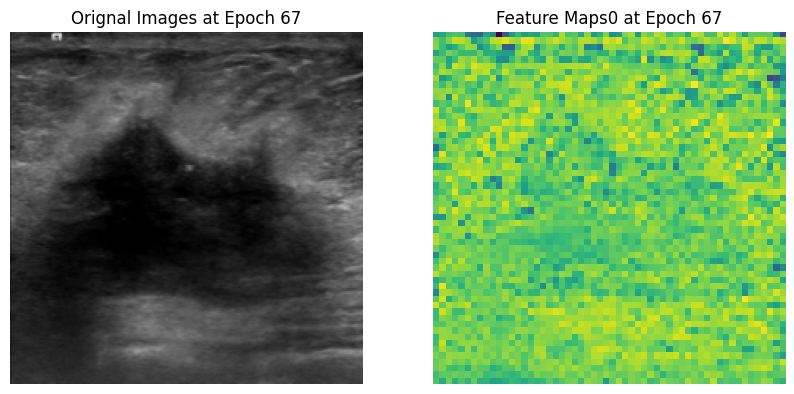 Orignal Images at Epoch 67
Feature Maps0 at Epoch 67